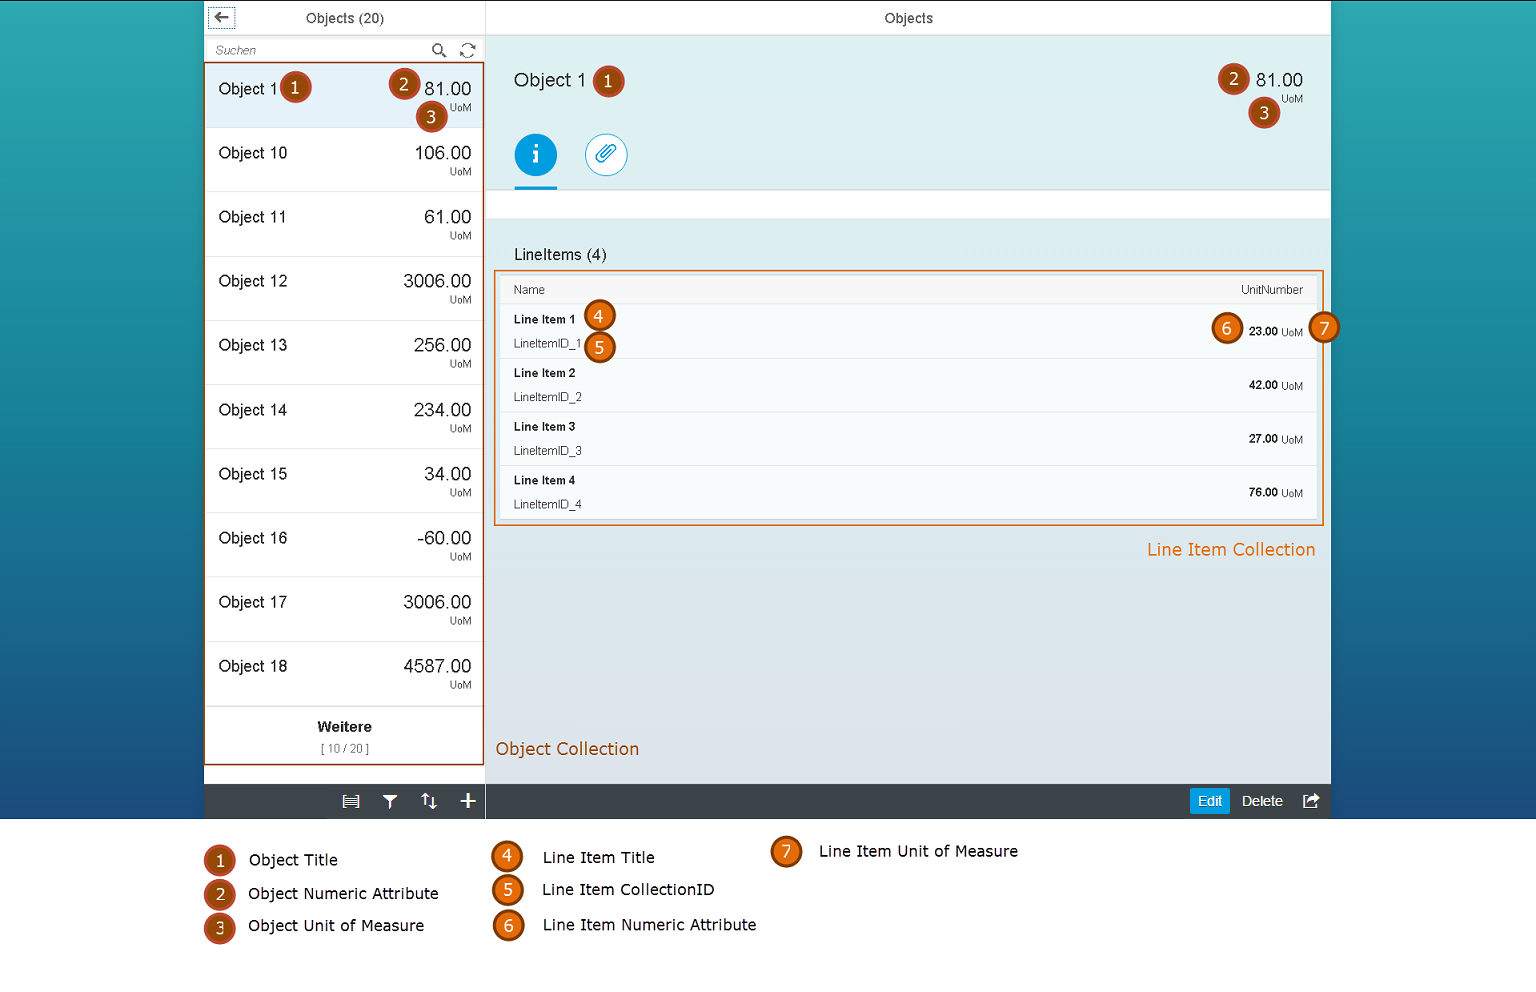 Objects (20)
Objects
Suchen
Object 1 1
2 81.00
3 UoM
Object 10 106.00
UoM
Object 11 61.00
UoM
Object 12 3006.00
UoM
Object 13 256.00
UoM
Object 14 234.00
UoM
Object 15 34.00
UoM
Object 16 -60.00
UoM
Object 17 3006.00
UoM
Object 18 4587.00
UoM
Weitere
[ 10 / 20 ]
Object 1 1
2 81.00
3 UoM
i
LineItems (4)
Name UnitNumber
Line Item 1 4
LineItemID_1 5
6 23.00 UoM 7
Line Item 2
LineItemID_2
42.00 UoM
Line Item 3
LineItemID_3
27.00 UoM
Line Item 4
LineItemID_4
76.00 UoM
Line Item Collection
Object Collection
Edit Delete
1 Object Title
2 Object Numeric Attribute
3 Object Unit of Measure
4 Line Item Title
5 Line Item CollectionID
6 Line Item Numeric Attribute
7 Line Item Unit of Measure